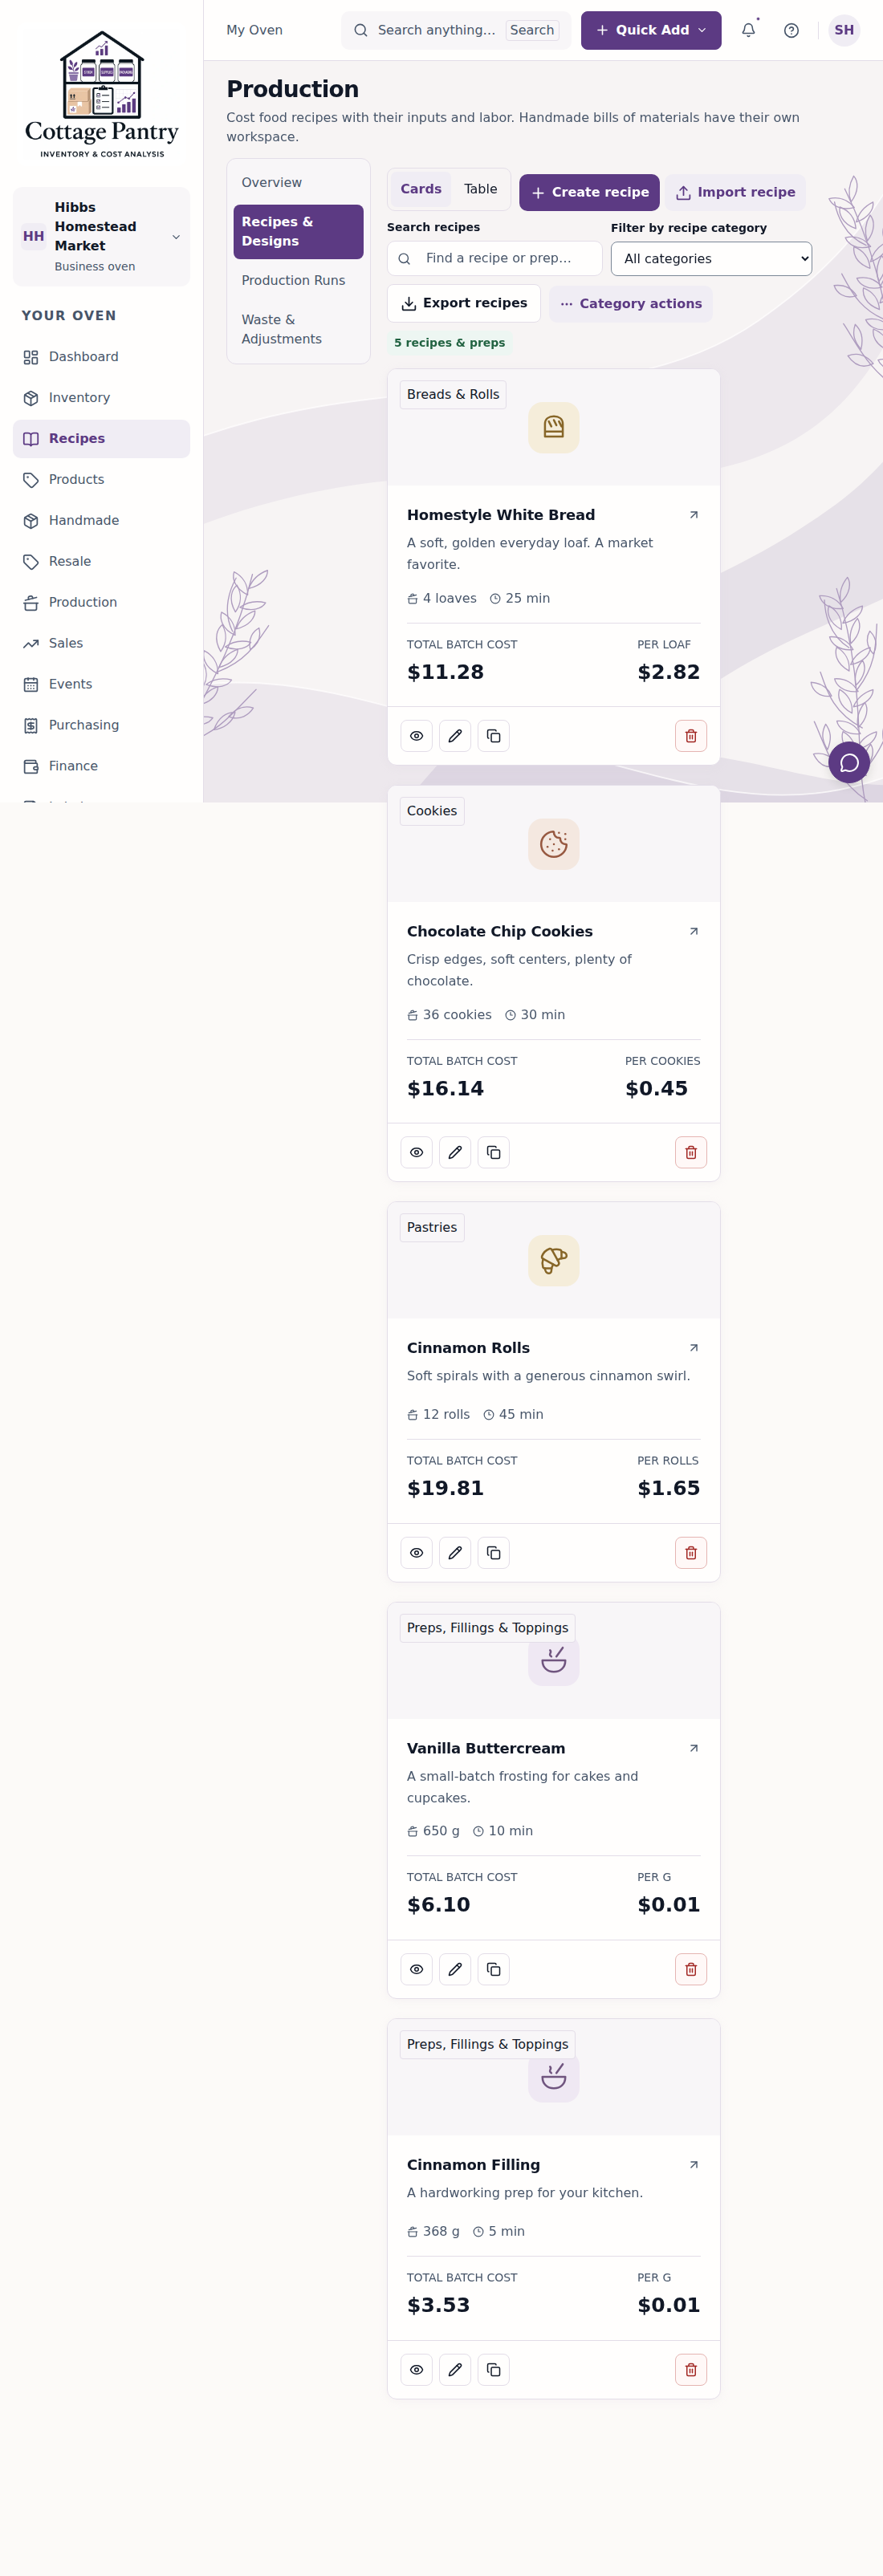 Cottage Pantry
INVENTORY & COST ANALYSIS
HH
Hibbs
Homestead
Market
Business oven
YOUR OVEN
Dashboard
Inventory
Recipes
Products
Handmade
Resale
Production
Sales
Events
Purchasing
Finance
My Oven
Search anything...
Search
Quick Add
SH
Production
Cost food recipes with their inputs and labor. Handmade bills of materials have their own
workspace.
Overview
Recipes &
Designs
Production Runs
Waste &
Adjustments
Cards
Table
Create recipe
Import recipe
Search recipes
Find a recipe or prep...
Filter by recipe category
All categories
Export recipes
Category actions
5 recipes & preps
Breads & Rolls
Homestyle White Bread
A soft, golden everyday loaf. A market
favorite.
4 loaves 25 min
TOTAL BATCH COST PER LOAF
$11.28 $2.82
Cookies
Chocolate Chip Cookies
Crisp edges, soft centers, plenty of
chocolate.
36 cookies 30 min
TOTAL BATCH COST PER COOKIES
$16.14 $0.45
Pastries
Cinnamon Rolls
Soft spirals with a generous cinnamon swirl.
12 rolls 45 min
TOTAL BATCH COST PER ROLLS
$19.81 $1.65
Preps, Fillings & Toppings
Vanilla Buttercream
A small-batch frosting for cakes and
cupcakes.
650 g 10 min
TOTAL BATCH COST PER G
$6.10 $0.01
Preps, Fillings & Toppings
Cinnamon Filling
A hardworking prep for your kitchen.
368 g 5 min
TOTAL BATCH COST PER G
$3.53 $0.01